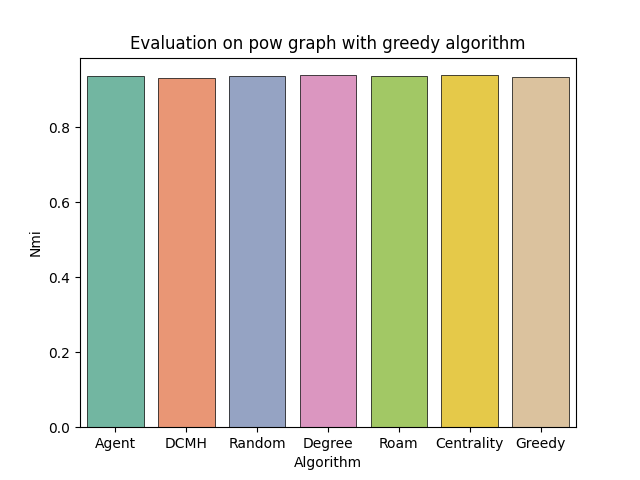 Evaluation on pow graph with greedy algorithm
Nmi
0.8
0.6
0.4
0.2
0.0
Agent DCMH Random Degree Roam Centrality Greedy
Algorithm